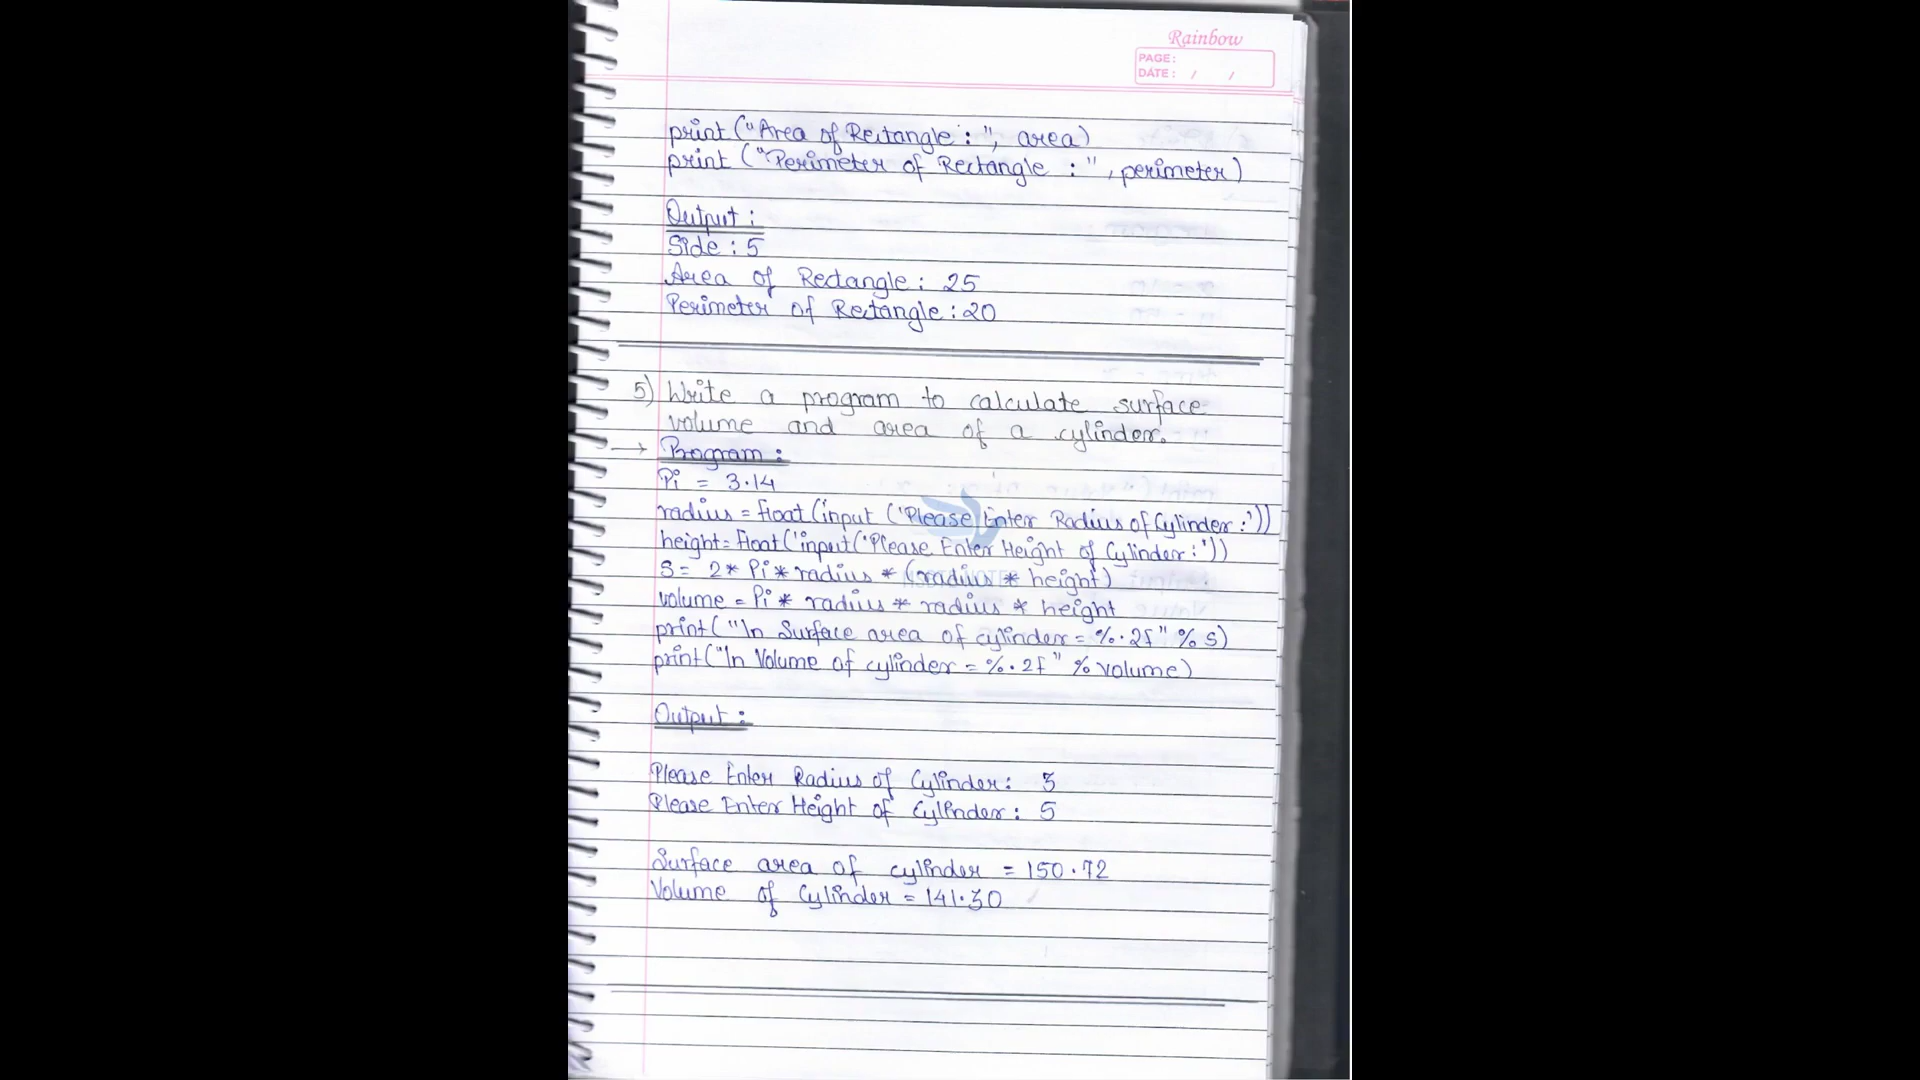 Rainbow
PAGE:
DATE: / /
print ("Area of Rectangle : ", area)
print ("Perimeter of Rectangle : " , perimeter)
Output :
Side : 5
Area of Rectangle : 25
Perimeter of Rectangle : 20
5) Write a program to calculate surface
volume and area of a cylinder.
→ Program :
Pi = 3.14
radius = float (input ('Please Enter Radius of Cylinder : '))
height = float ('input ('Please Enter Height of Cylinder : '))
S = 2 * Pi * radius * (radius * height)
volume = Pi * radius * radius * height
print ("\n Surface area of cylinder = %.2f" % S)
print ("\n Volume of cylinder = %.2f" % volume)
Output :
Please Enter Radius of Cylinder : 3
Please Enter Height of Cylinder : 5
Surface area of cylinder = 150.72
Volume of Cylinder = 141.30